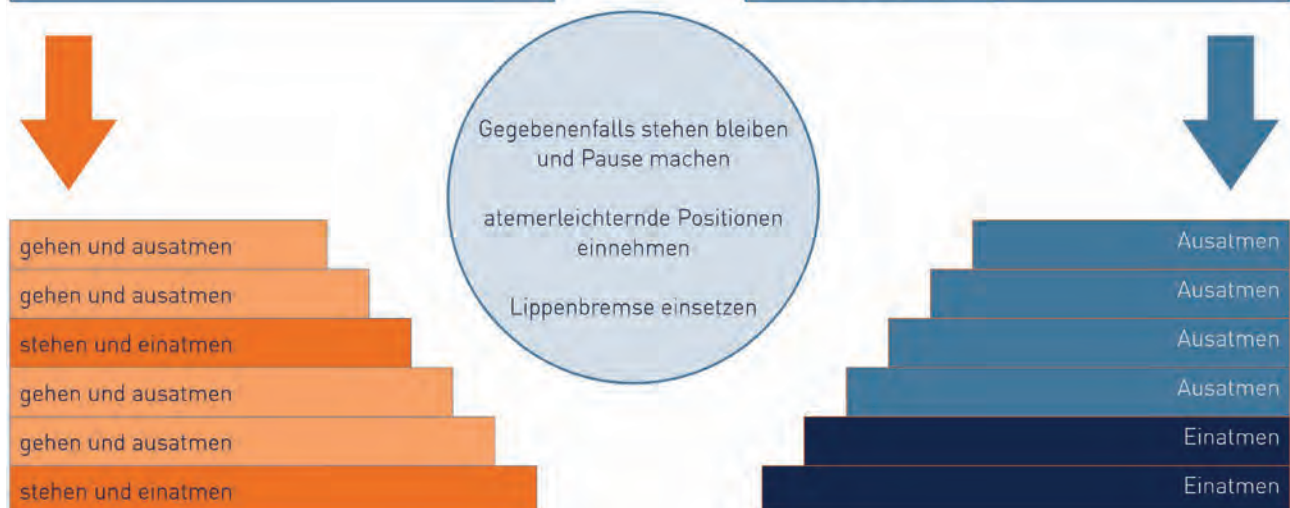 Gegebenenfalls stehen bleiben
und Pause machen
atemerleichternde Positionen
einnehmen
Lippenbremse einsetzen
gehen und ausatmen
gehen und ausatmen
stehen und einatmen
gehen und ausatmen
gehen und ausatmen
stehen und einatmen
Ausatmen
Ausatmen
Ausatmen
Ausatmen
Einatmen
Einatmen